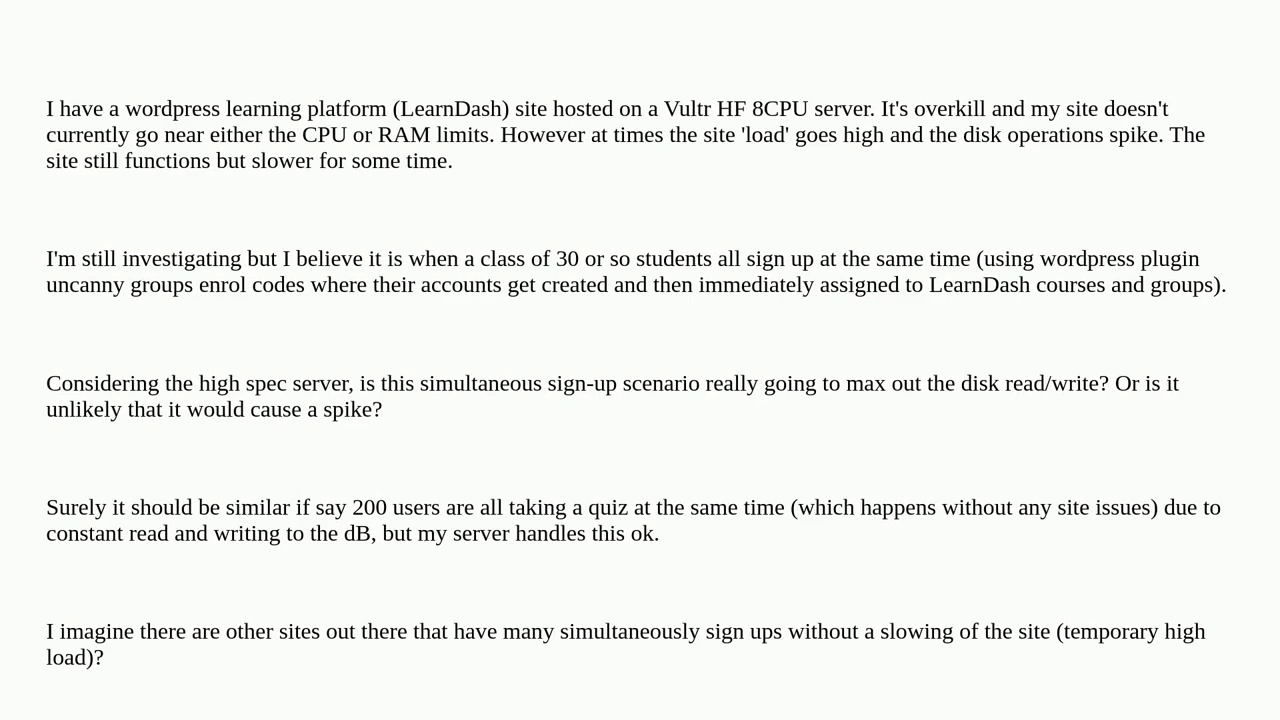 I have a wordpress learning platform (LearnDash) site hosted on a Vultr HF 8CPU server. It's overkill and my site doesn't
currently go near either the CPU or RAM limits. However at times the site 'load' goes high and the disk operations spike. The
site still functions but slower for some time.
I'm still investigating but I believe it is when a class of 30 or so students all sign up at the same time (using wordpress plugin
uncanny groups enrol codes where their accounts get created and then immediately assigned to LearnDash courses and groups).
Considering the high spec server, is this simultaneous sign-up scenario really going to max out the disk read/write? Or is it
unlikely that it would cause a spike?
Surely it should be similar if say 200 users are all taking a quiz at the same time (which happens without any site issues) due to
constant read and writing to the dB, but my server handles this ok.
I imagine there are other sites out there that have many simultaneously sign ups without a slowing of the site (temporary high
load)?